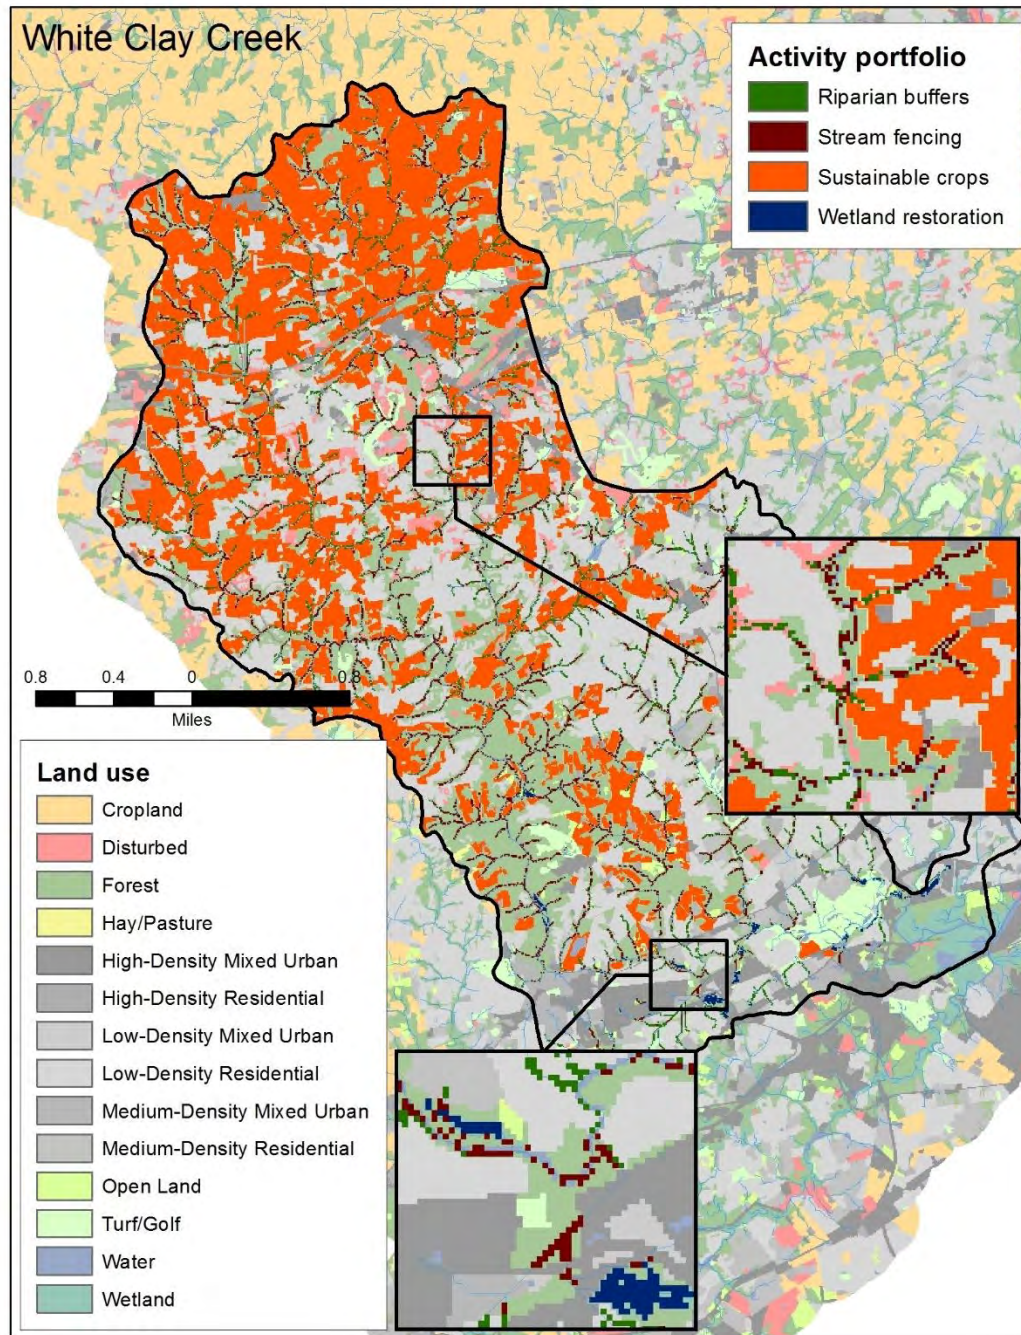 White Clay Creek
Activity portfolio
Riparian buffers
Stream fencing
Sustainable crops
Wetland restoration
0.8 0.4 0 0.8
Miles
Land use
Cropland
Disturbed
Forest
Hay/Pasture
High-Density Mixed Urban
High-Density Residential
Low-Density Mixed Urban
Low-Density Residential
Medium-Density Mixed Urban
Medium-Density Residential
Open Land
Turf/Golf
Water
Wetland